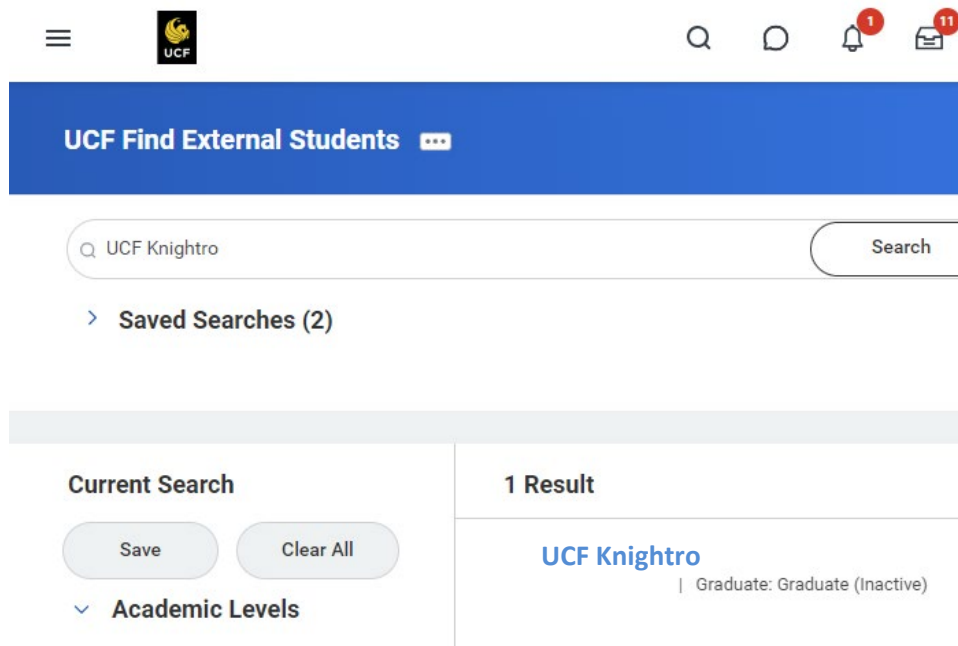 UCF
1
11
UCF Find External Students
UCF Knightro
Search
Saved Searches (2)
Current Search
Save
Clear All
Academic Levels
1 Result
UCF Knightro
| Graduate: Graduate (Inactive)